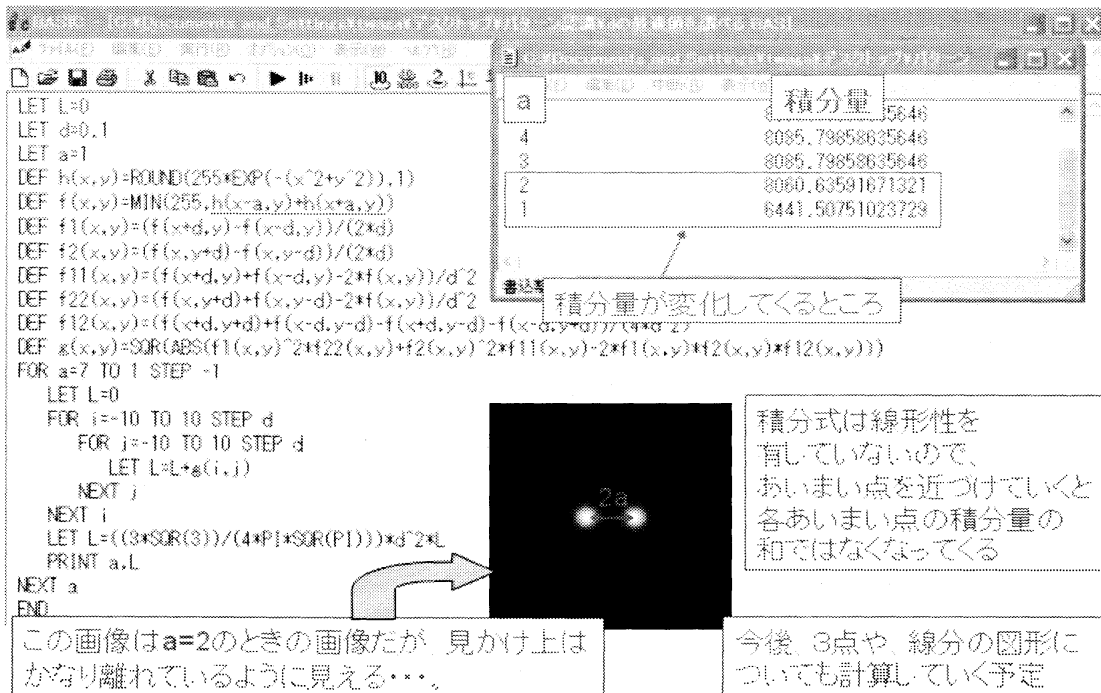 LET L=0
LET d=0.1
LET a=1
DEF h(x,y)=ROUND(255*EXP(-(x^2+y^2)),1)
DEF f(x,y)=MIN(255,h(x-a,y)+h(x+a,y))
DEF f1(x,y)=(f(x+d,y)-f(x-d,y))/(2*d)
DEF f2(x,y)=(f(x,y+d)-f(x,y-d))/(2*d)
DEF f11(x,y)=(f(x+d,y)+f(x-d,y)-2*f(x,y))/d^2
DEF f22(x,y)=(f(x,y+d)+f(x,y-d)-2*f(x,y))/d^2
DEF f12(x,y)=(f(x+d,y+d)+f(x-d,y-d)-f(x+d,y-d)-f(x-d,y+d))/(4*d^2)
DEF g(x,y)=SQR(ABS(f1(x,y)^2*f22(x,y)+f2(x,y)^2*f11(x,y)-2*f1(x,y)*f2(x,y)*f12(x,y)))
FOR a=7 TO 1 STEP -1
LET L=0
FOR i=-10 TO 10 STEP d
FOR j=-10 TO 10 STEP d
LET L=L+g(i,j)
NEXT j
NEXT i
LET L=((3*SQR(3))/(4*PI*SQR(PI)))*d^2*L
PRINT a,L
NEXT a
END
a 積分量
4 8085.79858635646
3 8085.79858635646
2 8060.63591671321
1 6441.50751023729
積分量が変化してくるところ
2a
積分式は線形性を
有していないので、
あいまい点を近づけていくと
各あいまい点の積分量の
和ではなくなってくる
この画像はa=2のときの画像だが、見かけ上は
かなり離れているように見える・・・。
今後、3点や、線分の図形に
ついても計算していく予定